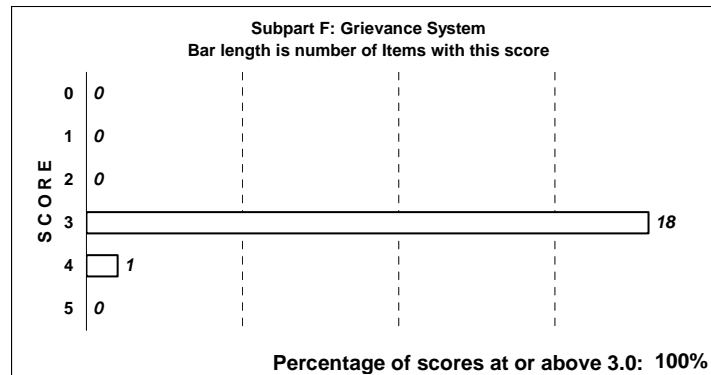 Subpart F: Grievance System
Bar length is number of Items with this score
SCORE
0 0
1 0
2 0
3 18
4 1
5 0
Percentage of scores at or above 3.0: 100%